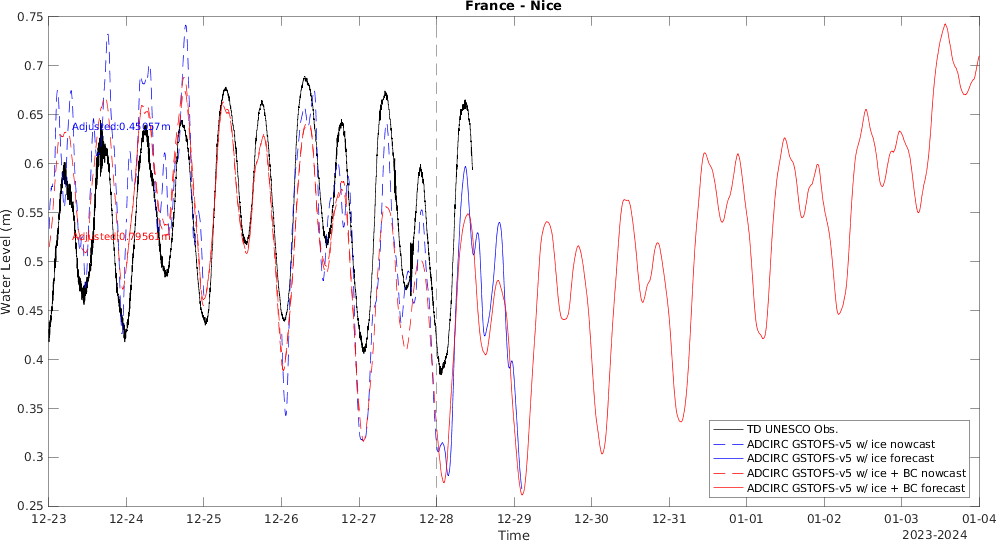 France - Nice
0.75
0.7
0.65
0.6
0.55
0.5
0.45
0.4
0.35
0.3
0.25
Water Level (m)
Adjusted:0.45857m
TD UNESCO Obs.
ADCIRC GSTOFS-v5 w/ ice nowcast
ADCIRC GSTOFS-v5 w/ ice forecast
ADCIRC GSTOFS-v5 w/ ice + BC nowcast
ADCIRC GSTOFS-v5 w/ ice + BC forecast
12-23 12-24 12-25 12-26 12-27 12-28 12-29 12-30 12-31 01-01 01-02 01-03 01-04
Time
2023-2024